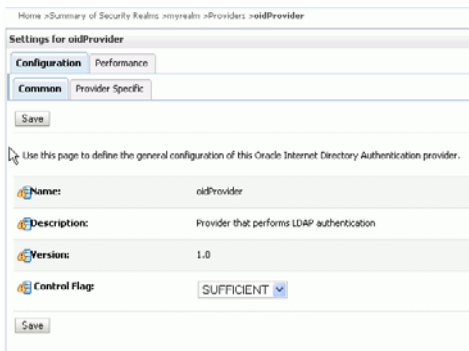 Home >Summary of Security Realms >myrealm >Providers >oidProvider
Settings for oidProvider
Configuration Performance
Common Provider Specific
Save
Use this page to define the general configuration of this Oracle Internet Directory Authentication provider.
Name: oidProvider
Description: Provider that performs LDAP authentication
Version: 1.0
Control Flag: SUFFICIENT
Save